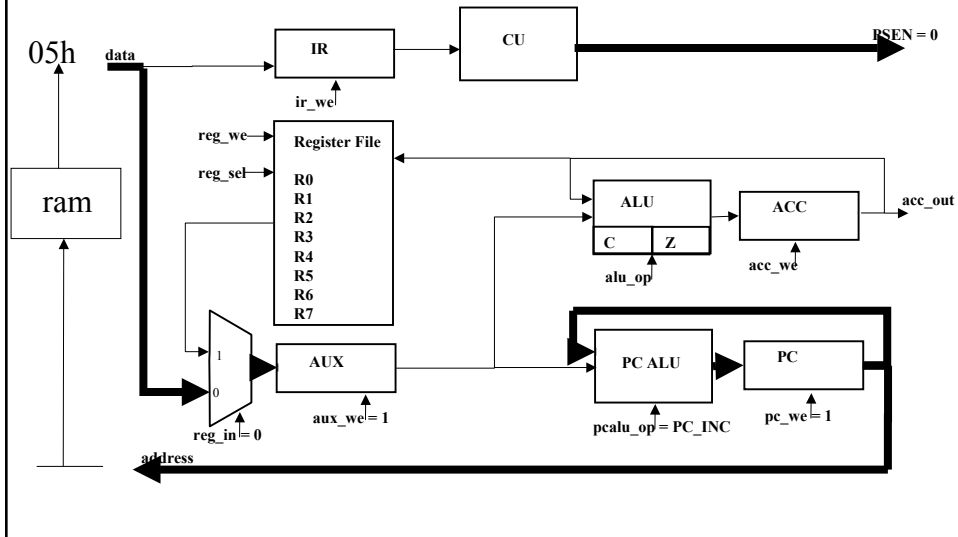 05h
data
IR
CU
PSEN = 0
ir_we
reg_we
Register File
reg_sel
R0
R1
R2
R3
R4
R5
R6
R7
ram
ALU
C Z
alu_op
ACC
acc_we
acc_out
1
0
reg_in = 0
AUX
aux_we = 1
PC ALU
pcalu_op = PC_INC
PC
pc_we = 1
address